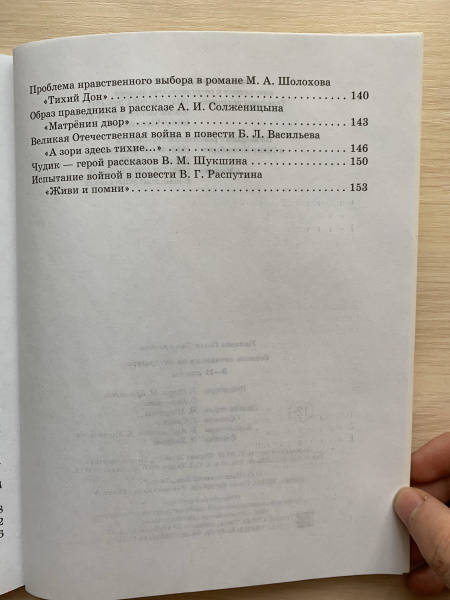 Проблема нравственного выбора в романе М. А. Шолохова
«Тихий Дон» . . . . . . . . . . . . . . . . . . . . . . . . . . . . . . 140
Образ праведника в рассказе А. И. Солженицына
«Матрёнин двор» . . . . . . . . . . . . . . . . . . . . . . . . . . 143
Великая Отечественная война в повести Б. Л. Васильева
«А зори здесь тихие...» . . . . . . . . . . . . . . . . . . . . . 146
Чудик — герой рассказов В. М. Шукшина . . . . . . . . 150
Испытание войной в повести В. Г. Распутина
«Живи и помни» . . . . . . . . . . . . . . . . . . . . . . . . . . . 153